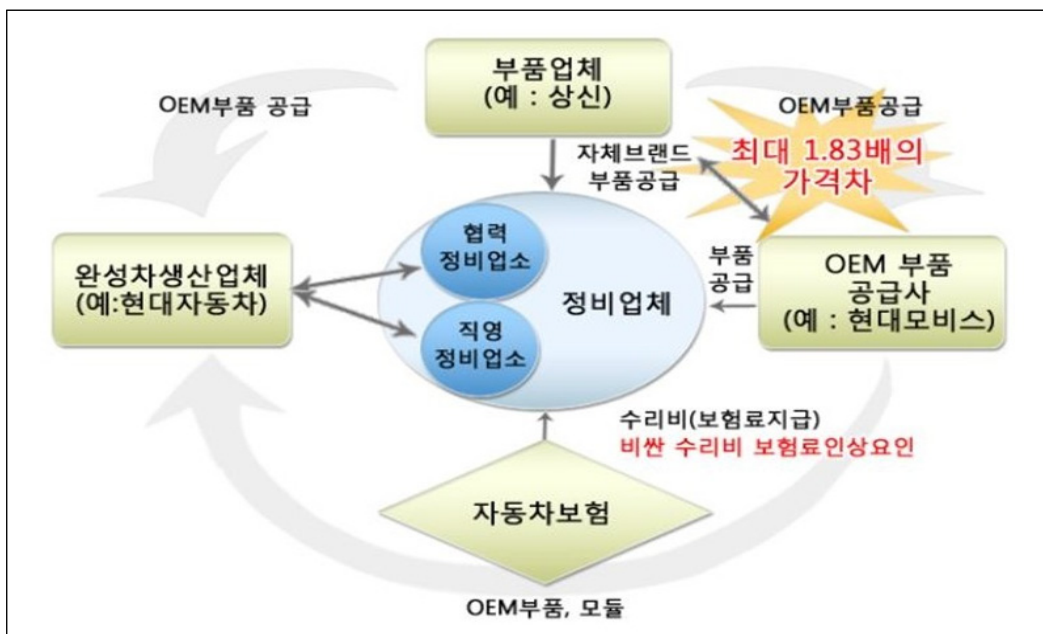 부품업체
(예 : 상신)
OEM부품 공급
OEM부품공급
최대 1.83배의
가격차
자체브랜드
부품공급
협력
정비업소
완성차생산업체
(예:현대자동차)
정비업체
부품
공급
OEM 부품
공급사
(예 : 현대모비스)
직영
정비업소
수리비(보험료지급)
비싼 수리비 보험료인상요인
자동차보험
OEM부품, 모듈